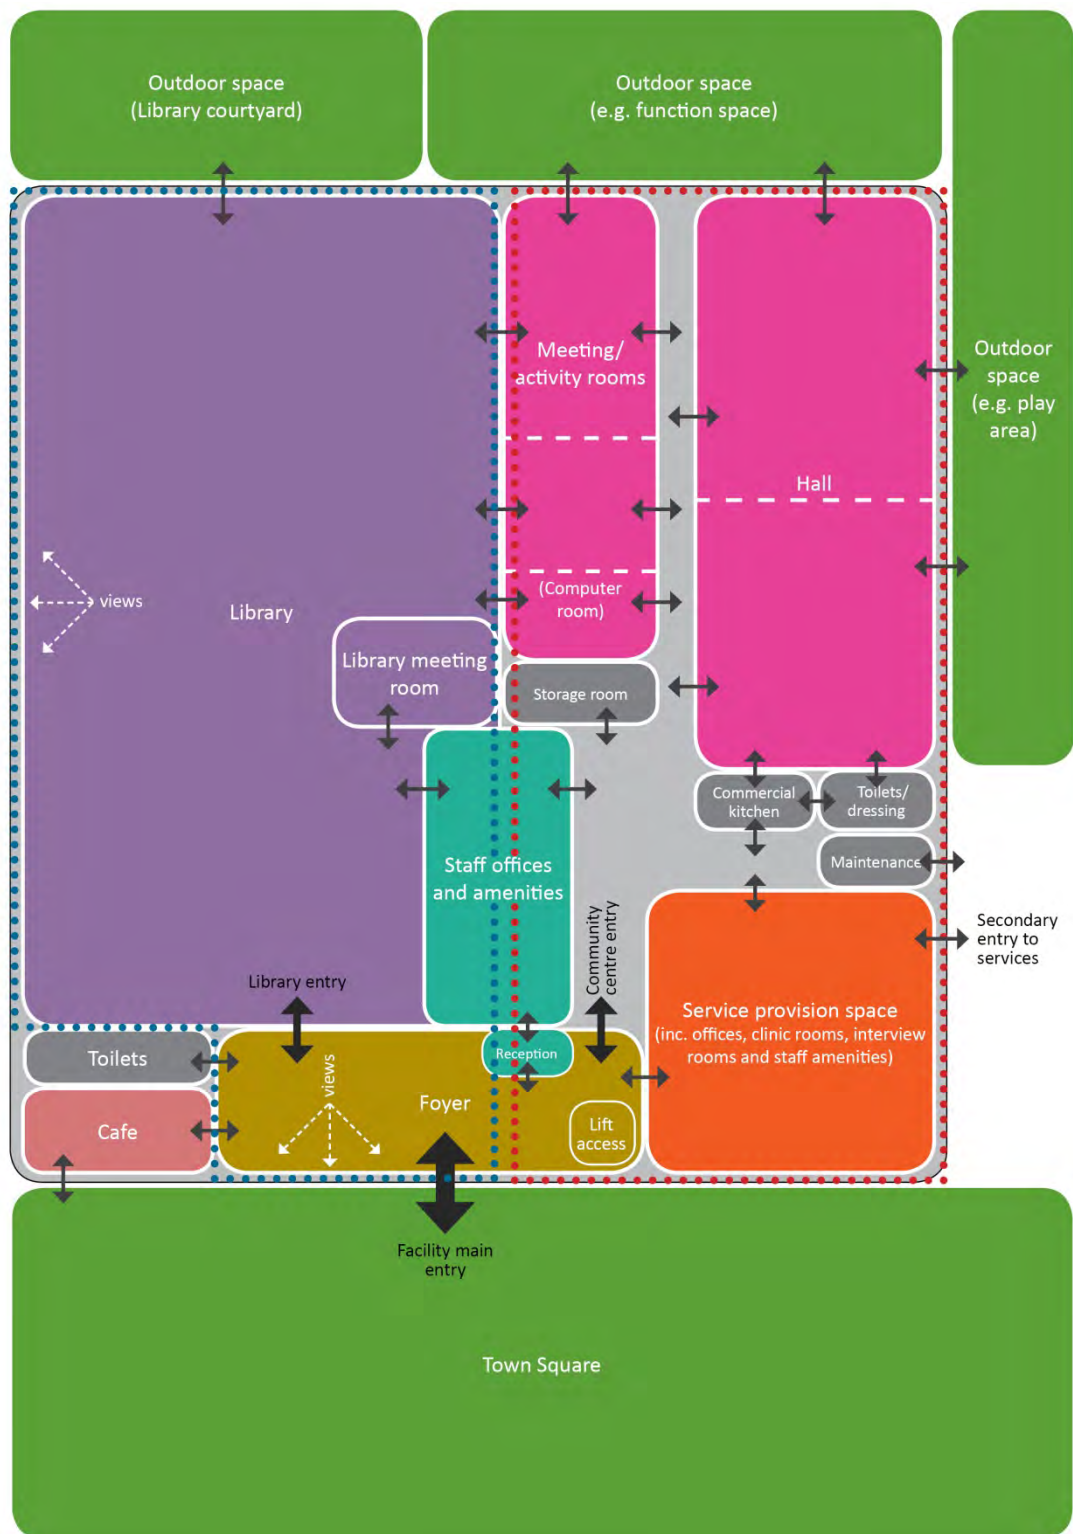 Outdoor space
(Library courtyard)
Outdoor space
(e.g. function space)
Outdoor
space
(e.g. play
area)
Meeting/
activity rooms
Hall
(Computer
room)
views
Library
Library meeting
room
Storage room
Commercial
kitchen
Toilets/
dressing
Maintenance
Staff offices
and amenities
Secondary
entry to
services
Community
centre entry
Library entry
Service provision space
(inc. offices, clinic rooms, interview
rooms and staff amenities)
Toilets
Reception
views
Foyer
Cafe
Lift
access
Facility main
entry
Town Square